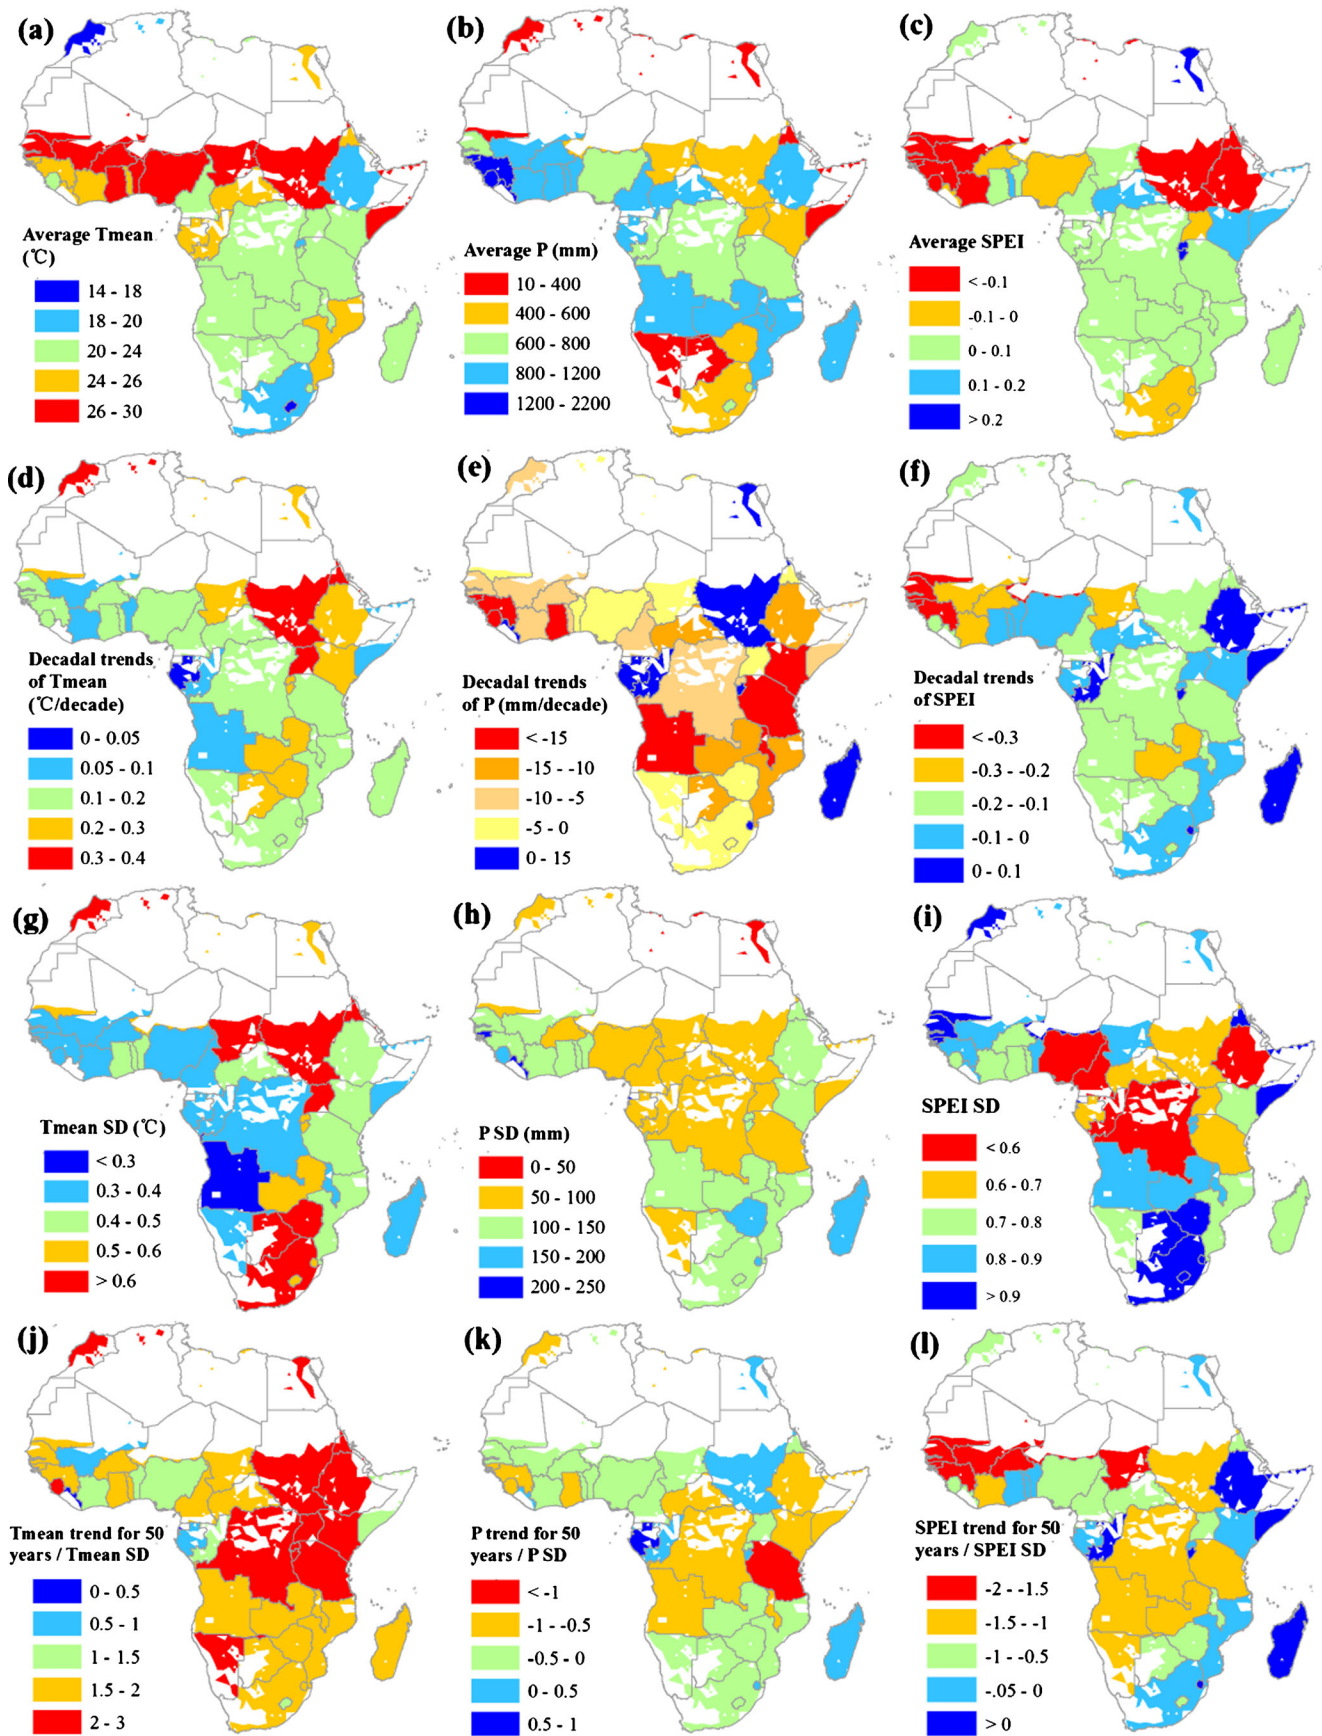 (a)
Average Tmean
(℃)
14 - 18
18 - 20
20 - 24
24 - 26
26 - 30
(b)
Average P (mm)
10 - 400
400 - 600
600 - 800
800 - 1200
1200 - 2200
(c)
Average SPEI
< -0.1
-0.1 - 0
0 - 0.1
0.1 - 0.2
> 0.2
(d)
Decadal trends
of Tmean
(℃/decade)
0 - 0.05
0.05 - 0.1
0.1 - 0.2
0.2 - 0.3
0.3 - 0.4
(e)
Decadal trends
of P (mm/decade)
< -15
-15 - -10
-10 - -5
-5 - 0
0 - 15
(f)
Decadal trends
of SPEI
< -0.3
-0.3 - -0.2
-0.2 - -0.1
-0.1 - 0
0 - 0.1
(g)
Tmean SD (℃)
< 0.3
0.3 - 0.4
0.4 - 0.5
0.5 - 0.6
> 0.6
(h)
P SD (mm)
0 - 50
50 - 100
100 - 150
150 - 200
200 - 250
(i)
SPEI SD
< 0.6
0.6 - 0.7
0.7 - 0.8
0.8 - 0.9
> 0.9
(j)
Tmean trend for 50
years / Tmean SD
0 - 0.5
0.5 - 1
1 - 1.5
1.5 - 2
2 - 3
(k)
P trend for 50
years / P SD
< -1
-1 - -0.5
-0.5 - 0
0 - 0.5
0.5 - 1
(l)
SPEI trend for 50
years / SPEI SD
-2 - -1.5
-1.5 - -1
-1 - -0.5
-.05 - 0
> 0